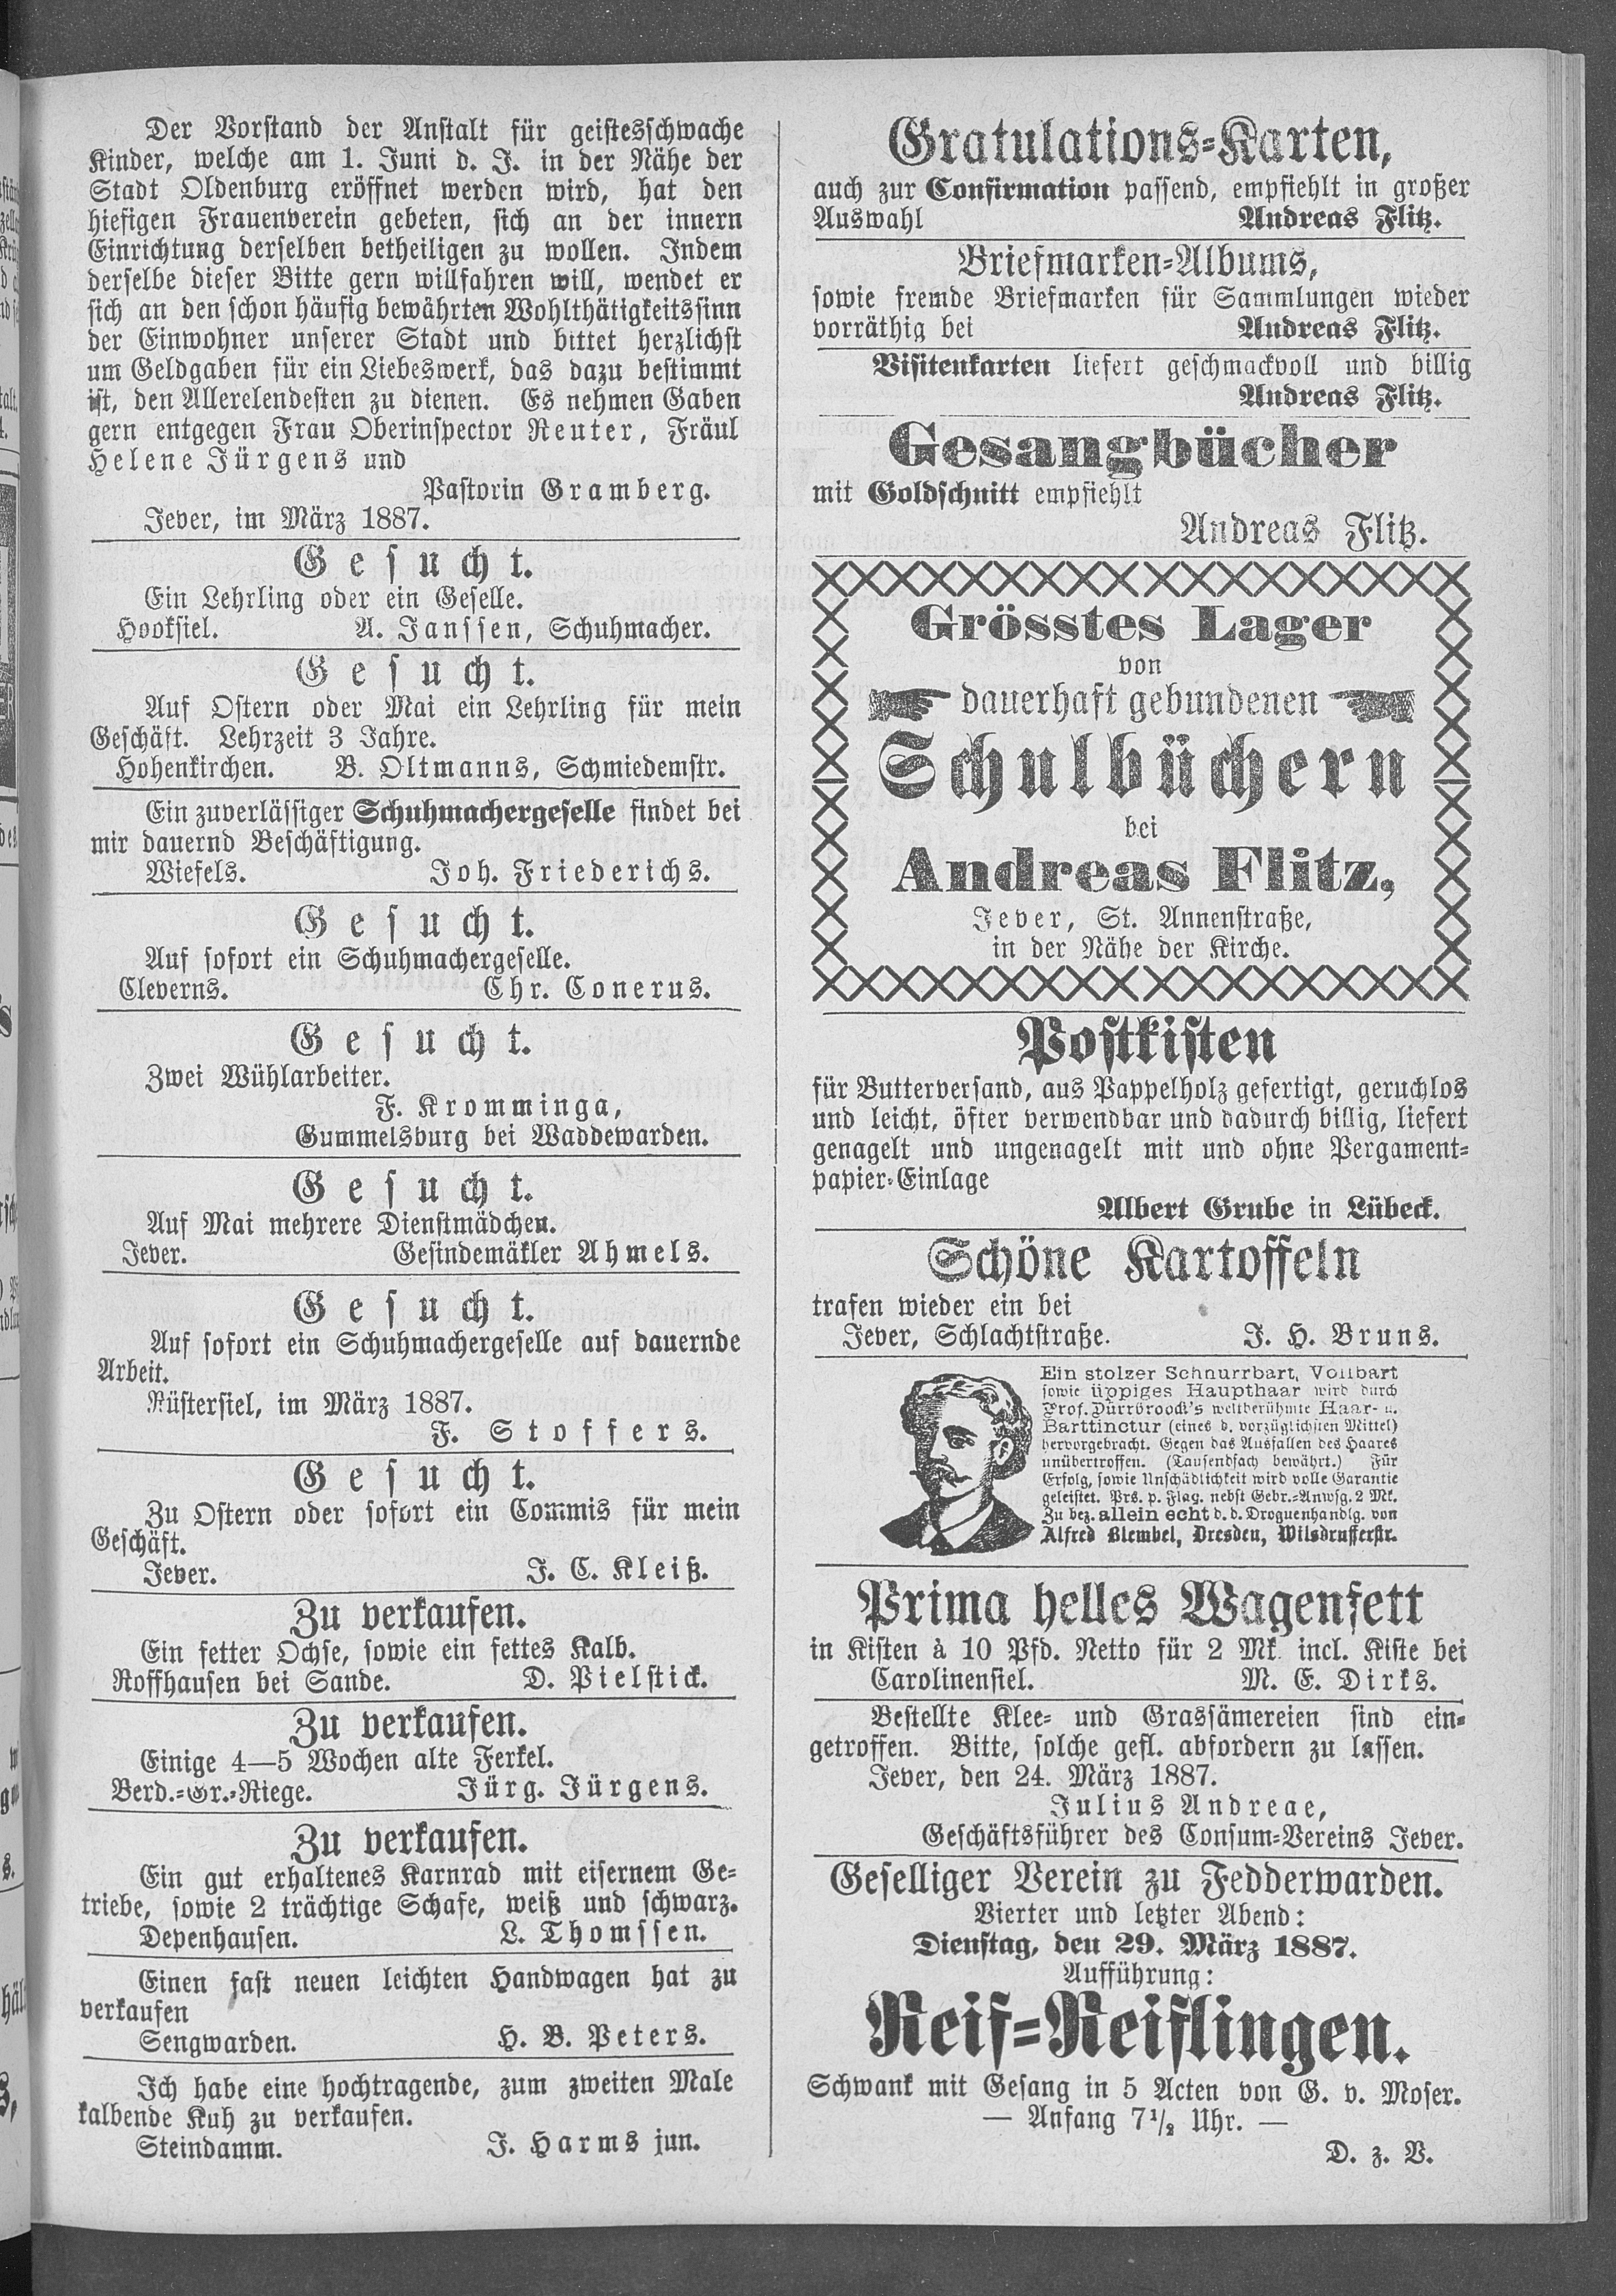 Der Vorstand der Anstalt für geistesschwache
Kinder, welche am 1. Juni d. J. in der Nähe der
Stadt Oldenburg eröffnet werden wird, hat den
hiesigen Frauenverein gebeten, sich an der innern
Einrichtung derselben betheiligen zu wollen. Indem
derselbe dieser Bitte gern willfahren will, wendet er
sich an den schon häufig bewährten Wohlthätigkeitssinn
der Einwohner unserer Stadt und bittet herzlichst
um Geldgaben für ein Liebeswerk, das dazu bestimmt
ist, den Allerelendesten zu dienen. Es nehmen Gaben
gern entgegen Frau Oberinspector Reuter, Fräul
Helene Jürgens und
Pastorin Gramberg.
Jever, im März 1887.
Gesucht.
Ein Lehrling oder ein Geselle.
Hooksiel. A. Janssen, Schuhmacher.
Gesucht.
Auf Ostern oder Mai ein Lehrling für mein
Geschäft. Lehrzeit 3 Jahre.
Hohenkirchen. B. Oltmanns, Schmiedemstr.
Ein zuverlässiger Schuhmachergeselle findet bei
mir dauernd Beschäftigung.
Wiefels. Joh. Friederichs.
Gesucht.
Auf sofort ein Schuhmachergeselle.
Cleverns. Chr. Conerus.
Gesucht.
Zwei Wühlarbeiter.
F. Kromminga,
Gummelsburg bei Waddewarden.
Gesucht.
Auf Mai mehrere Dienstmädchen.
Jever. Gesindemäkler Ahmels.
Gesucht.
Auf sofort ein Schuhmachergeselle auf dauernde
Arbeit.
Rüstersiel, im März 1887.
F. Stoffers.
Gesucht.
Zu Ostern oder sofort ein Commis für mein
Geschäft.
Jever. J. C. Kleiß.
Zu verkaufen.
Ein fetter Ochse, sowie ein fettes Kalb.
Roffhausen bei Sande. D. Pielstick.
Zu verkaufen.
Einige 4—5 Wochen alte Ferkel.
Berd.-Gr.-Riege. Jürg. Jürgens.
Zu verkaufen.
Ein gut erhaltenes Karnrad mit eisernem Ge-
triebe, sowie 2 trächtige Schafe, weiß und schwarz.
Depenhausen. L. Thomssen.
Einen fast neuen leichten Handwagen hat zu
verkaufen
Sengwarden. H. B. Peters.
Ich habe eine hochtragende, zum zweiten Male
kalbende Kuh zu verkaufen.
Steindamm. J. Harms jun.
Gratulations-Karten,
auch zur Confirmation passend, empfiehlt in großer
Auswahl Andreas Flitz.
Briefmarken-Albums,
sowie fremde Briefmarken für Sammlungen wieder
vorräthig bei Andreas Flitz.
Visitenkarten liefert geschmackvoll und billig
Andreas Flitz.
Gesangbücher
mit Goldschnitt empfiehlt
Andreas Flitz.
Grösstes Lager
von
dauerhaft gebundenen
Schulbüchern
bei
Andreas Flitz,
Jever, St. Annenstraße,
in der Nähe der Kirche.
Postkisten
für Butterversand, aus Pappelholz gefertigt, geruchlos
und leicht, öfter verwendbar und dadurch billig, liefert
genagelt und ungenagelt mit und ohne Pergament-
papier-Einlage
Albert Grube in Lübeck.
Schöne Kartoffeln
trafen wieder ein bei
Jever, Schlachtstraße. J. H. Bruns.
Ein stolzer Schnurrbart, Vollbart
sowie üppiges Haupthaar wird durch
Prof. Dürrbroock's weltberühmte Haar- u.
Barttinctur (eines d. vorzüglichsten Mittel)
hervorgebracht. Gegen das Ausfallen des Haares
unübertroffen. (Tausendfach bewährt.) Für
Erfolg, sowie Unschädlichkeit wird volle Garantie
geleistet. Prs. p. Flac. nebst Gebr.-Anwsg. 2 Mk.
Zu bez. allein echt d. d. Droguenhandlg. von
Alfred Blembel, Dresden, Wilsdrufferstr.
Prima helles Wagenfett
in Kisten à 10 Pfd. Netto für 2 Mk. incl. Kiste bei
Carolinensiel. M. E. Dirks.
Bestellte Klee- und Grassämereien sind ein-
getroffen. Bitte, solche gefl. abfordern zu lassen.
Jever, den 24. März 1887.
Julius Andreae,
Geschäftsführer des Consum-Vereins Jever.
Geselliger Verein zu Fedderwarden.
Vierter und letzter Abend:
Dienstag, den 29. März 1887.
Aufführung:
Reif-Reiflingen.
Schwank mit Gesang in 5 Acten von G. v. Moser.
— Anfang 7 1/2 Uhr. —
D. z. V.